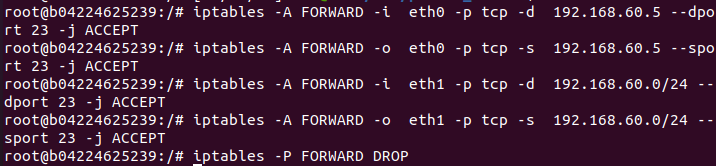 root@b04224625239:/# iptables -A FORWARD -i  eth0 -p tcp -d  192.168.60.5 --dpo
rt 23 -j ACCEPT
root@b04224625239:/# iptables -A FORWARD -o  eth0 -p tcp -s  192.168.60.5 --spo
rt 23 -j ACCEPT
root@b04224625239:/# iptables -A FORWARD -i  eth1 -p tcp -d  192.168.60.0/24 --
dport 23 -j ACCEPT
root@b04224625239:/# iptables -A FORWARD -o  eth1 -p tcp -s  192.168.60.0/24 --
sport 23 -j ACCEPT
root@b04224625239:/# iptables -P FORWARD DROP